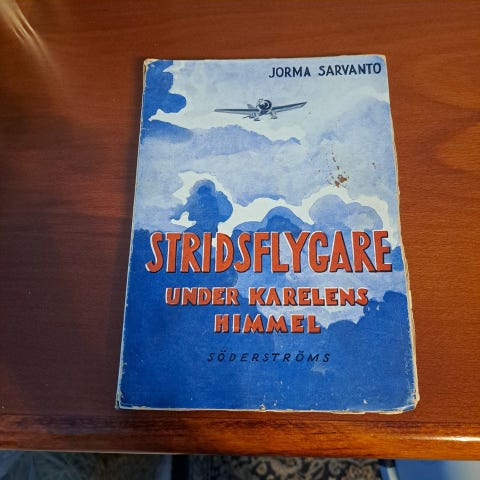 JORMA SARVANTO
STRIDSFLYGARE
UNDER KARELENS
HIMMEL
SÖDERSTRÖMS